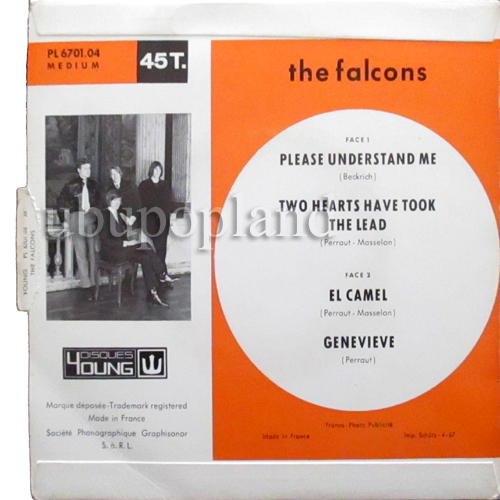 PL 6701.04
MEDIUM
45T.
the falcons
FACE 1
PLEASE UNDERSTAND ME
(Beckrich)
TWO HEARTS HAVE TOOK
THE LEAD
(Perraut - Masselon)
FACE 2
EL CAMEL
(Perraut - Masselon)
GENEVIEVE
(Perraut)
ubupopland
THE FALCONS
YOUNG
DISQUES
YOUNG
Marque déposée-Trademark registered
Made in France
Société Phonographique Graphisonor
S. à. R. L.
Made in France
France-Photo Publicité
Imp. Schütz - 4-67